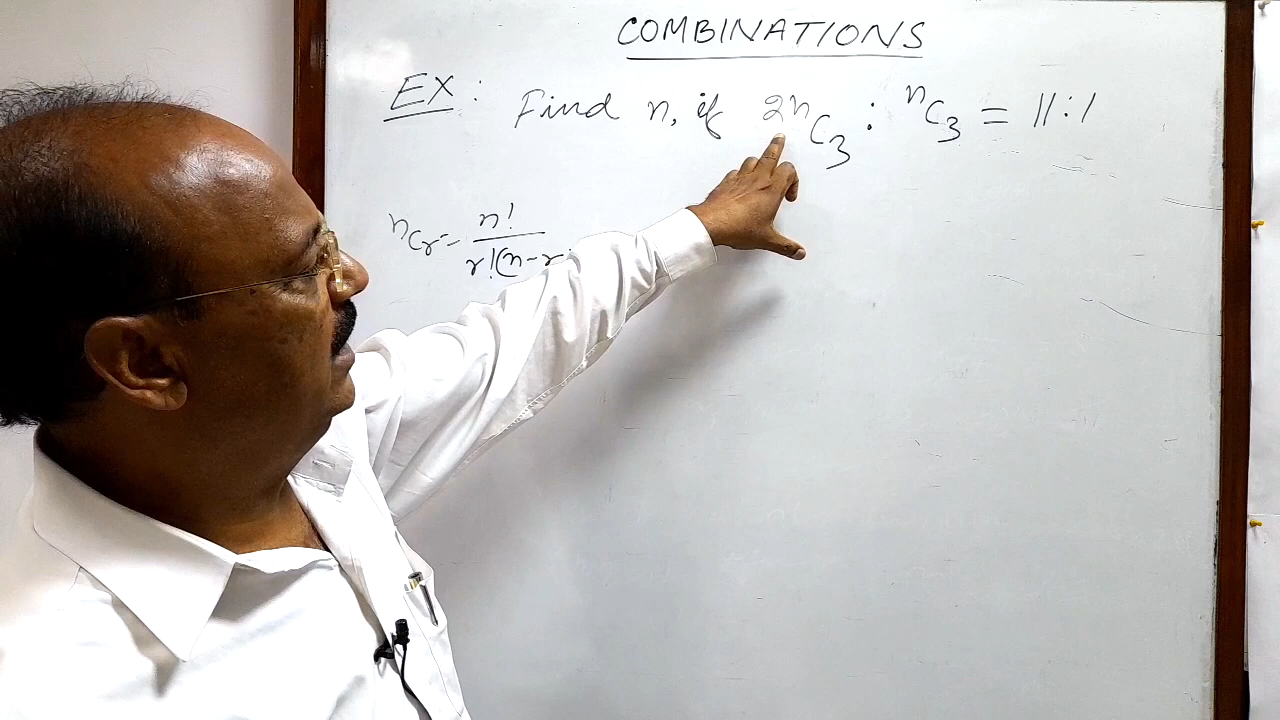 COMBINATIONS
EX: Find n, if 2nC3 : nC3 = 11:1
nCr = n!
r!(n-r